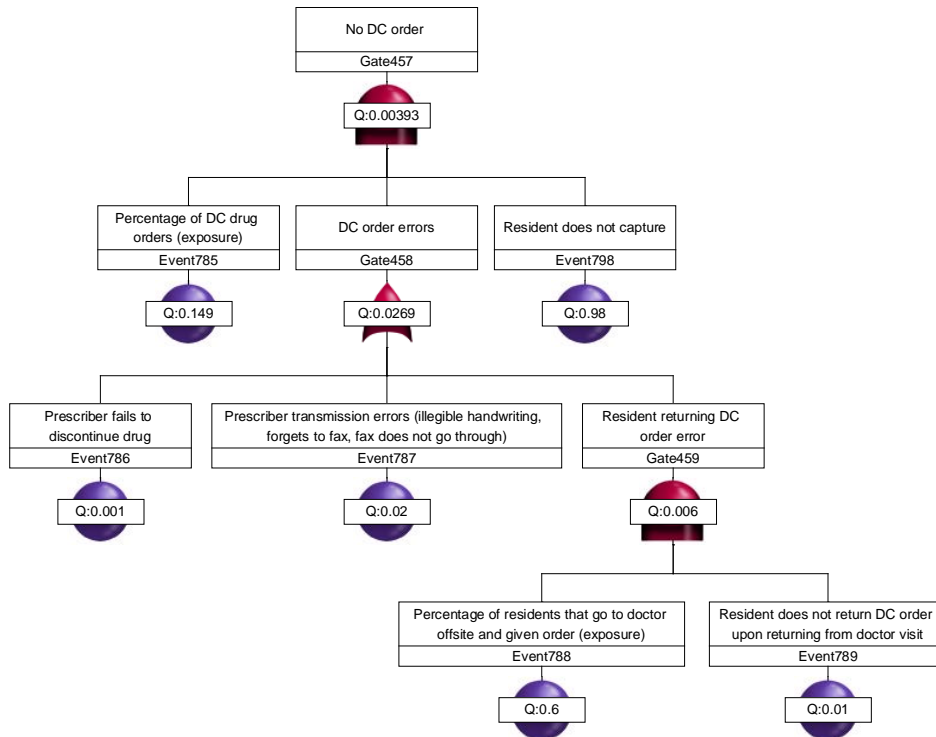 No DC order
Gate457
Q:0.00393
Percentage of DC drug
orders (exposure)
Event785
Q:0.149
DC order errors
Gate458
Q:0.0269
Resident does not capture
Event798
Q:0.98
Prescriber fails to
discontinue drug
Event786
Q:0.001
Prescriber transmission errors (illegible handwriting,
forgets to fax, fax does not go through)
Event787
Q:0.02
Resident returning DC
order error
Gate459
Q:0.006
Percentage of residents that go to doctor
offsite and given order (exposure)
Event788
Q:0.6
Resident does not return DC order
upon returning from doctor visit
Event789
Q:0.01